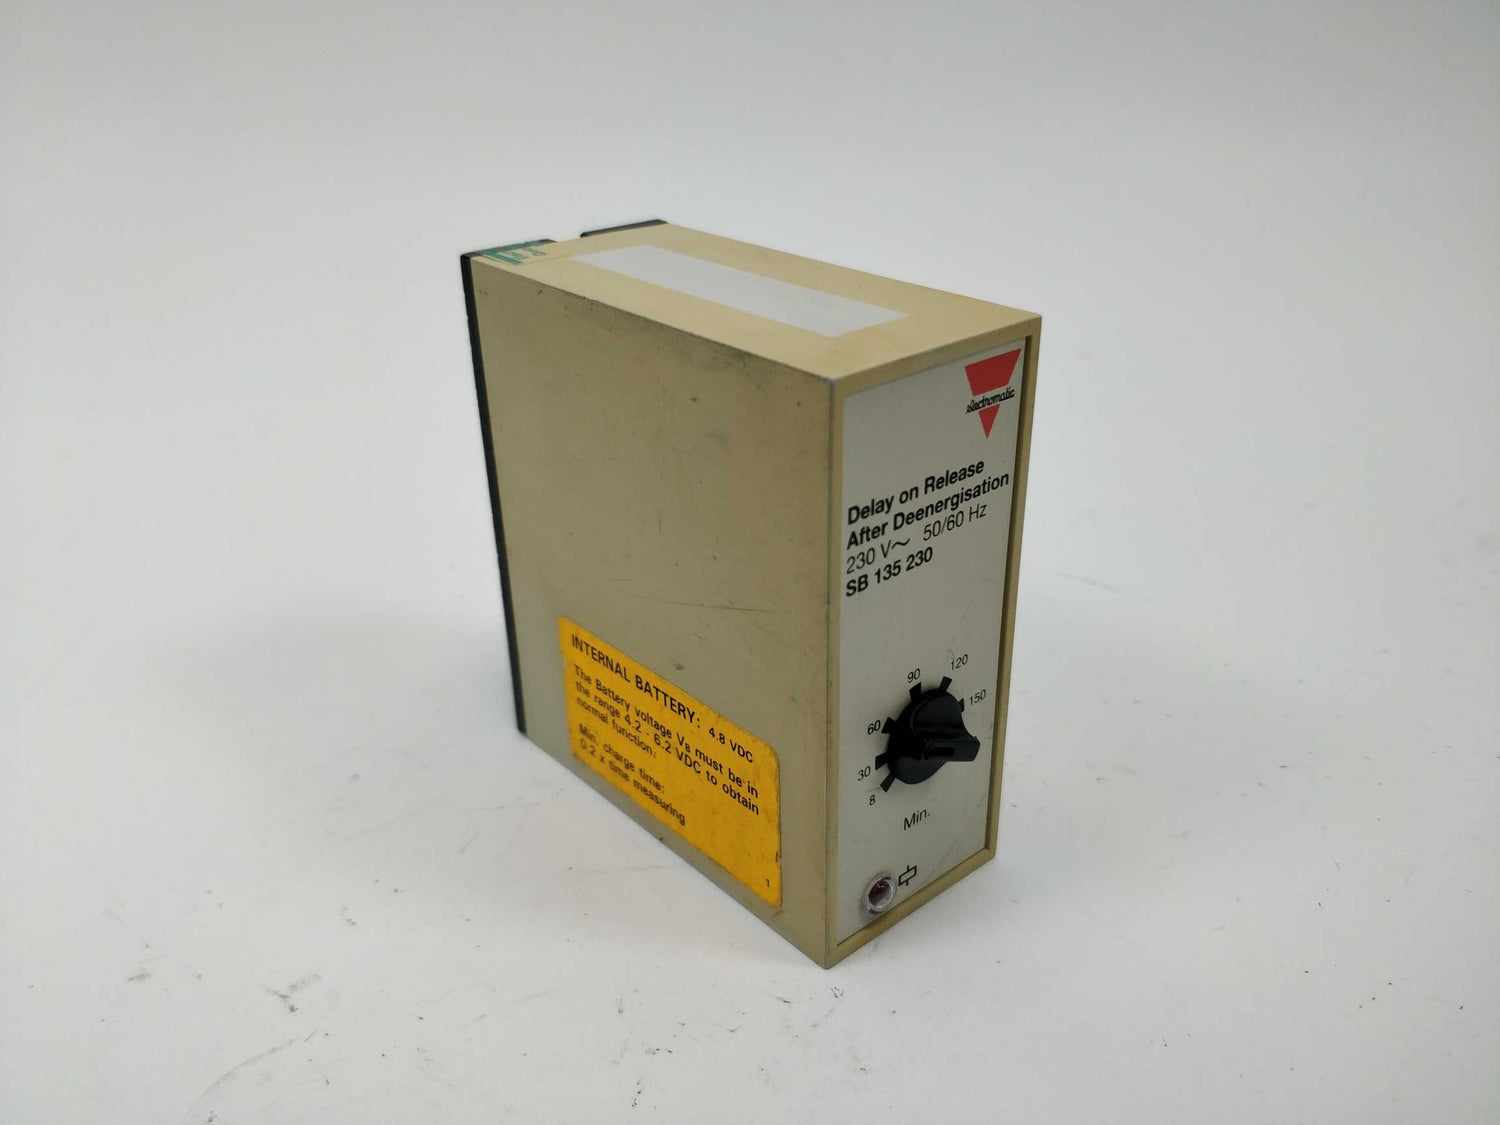 electromatic
Delay on Release
After Deenergisation
230 V~ 50/60 Hz
SB 135 230
120
90
150
60
30
8
Min.
INTERNAL BATTERY: 4.8 VDC
The Battery voltage VB must be in
the range 4.2 - 6.2 VDC to obtain
normal function.
Min. charge time:
0.2 x time measuring
1